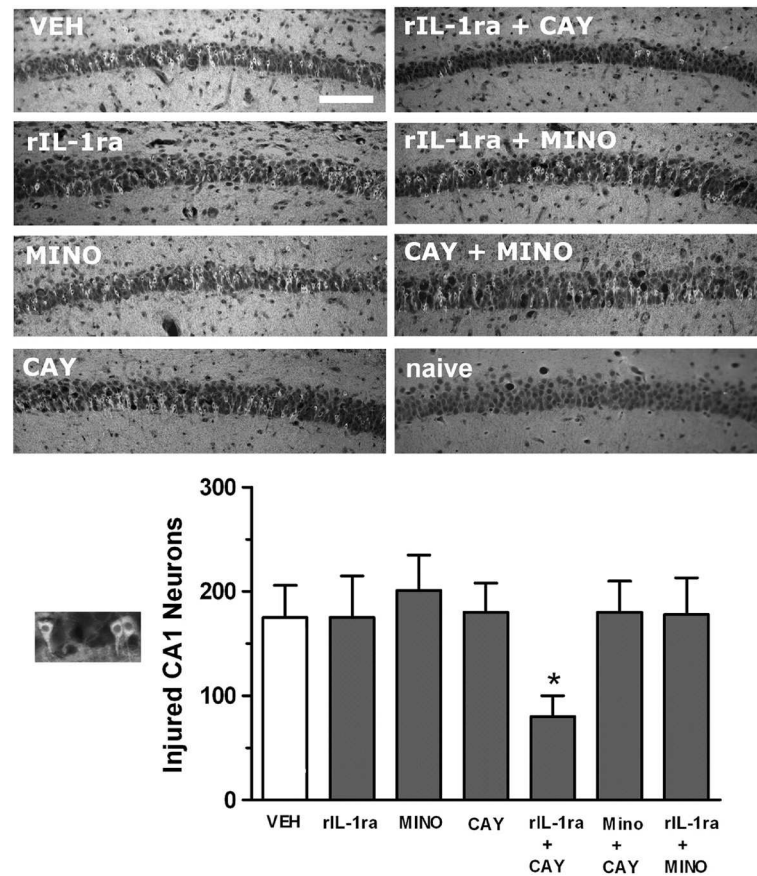 VEH
rIL-1ra + CAY
rIL-1ra
rIL-1ra + MINO
MINO
CAY + MINO
CAY
naive
Injured CA1 Neurons
300
200
100
0
*
VEH
rIL-1ra
MINO
CAY
rIL-1ra
+
CAY
Mino
+
CAY
rIL-1ra
+
MINO